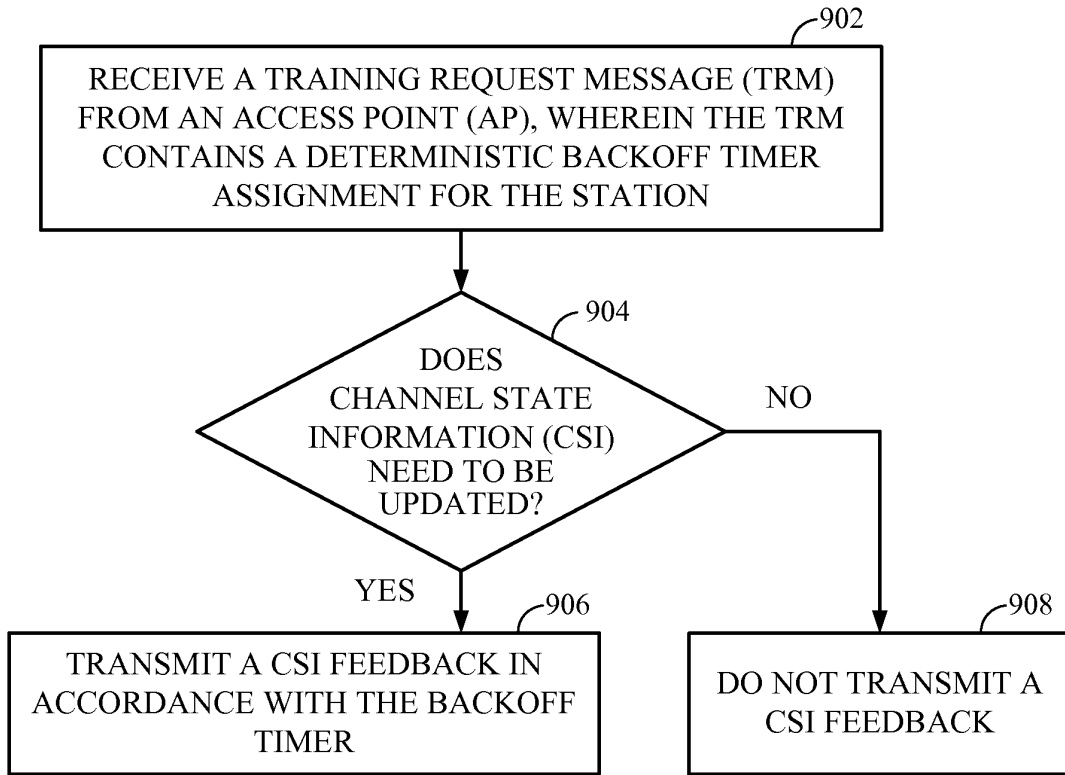 902
RECEIVE A TRAINING REQUEST MESSAGE (TRM)
FROM AN ACCESS POINT (AP), WHEREIN THE TRM
CONTAINS A DETERMINISTIC BACKOFF TIMER
ASSIGNMENT FOR THE STATION
904
DOES
CHANNEL STATE
INFORMATION (CSI)
NEED TO BE
UPDATED?
NO
YES
906
TRANSMIT A CSI FEEDBACK IN
ACCORDANCE WITH THE BACKOFF
TIMER
908
DO NOT TRANSMIT A
CSI FEEDBACK